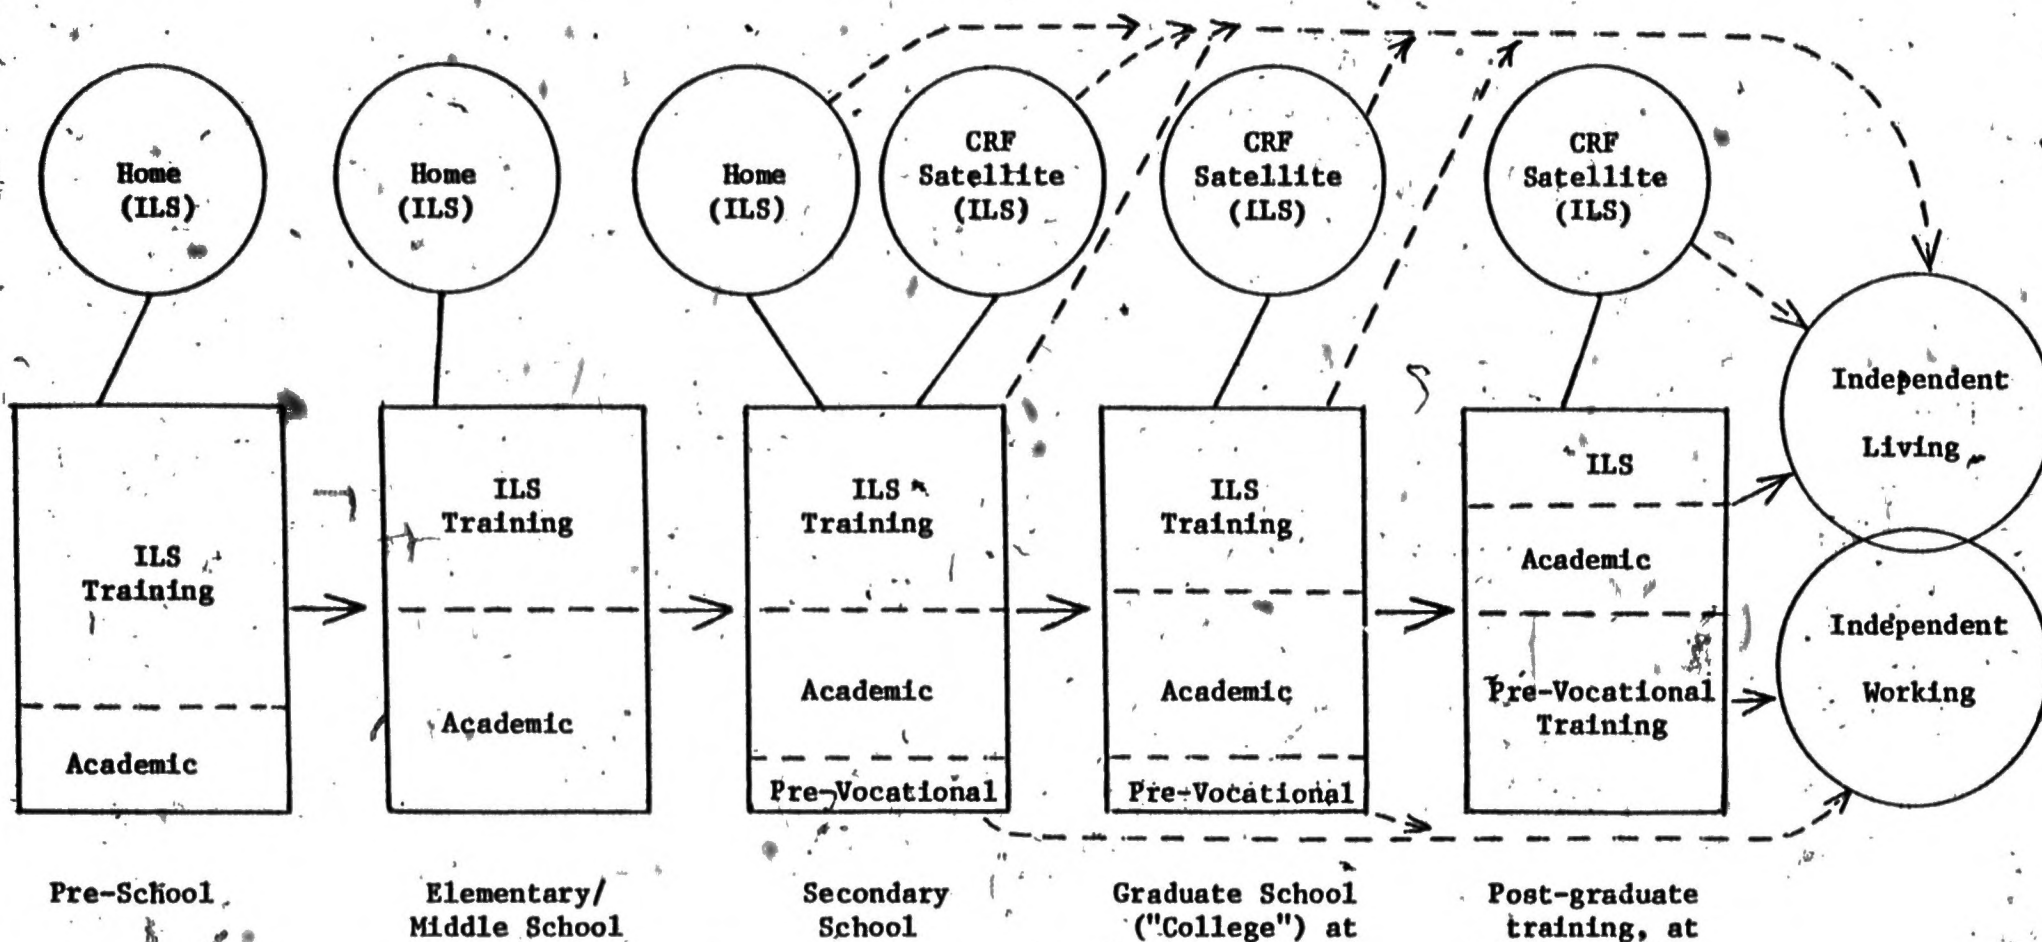 Home
(ILS)
Home
(ILS)
Home
(ILS)
CRF
Satellite
(ILS)
CRF
Satellite
(ILS)
CRF
Satellite
(ILS)
Independent
Living
Independent
Working
ILS
Training
Academic
ILS
Training
Academic
ILS
Training
Academic
Pre-Vocational
ILS
Training
Academic
Pre-Vocational
ILS
Academic
Pre-Vocational
Training
Pre-School
Elementary/
Middle School
Secondary
School
Graduate School
("College") at
Post-graduate
training, at